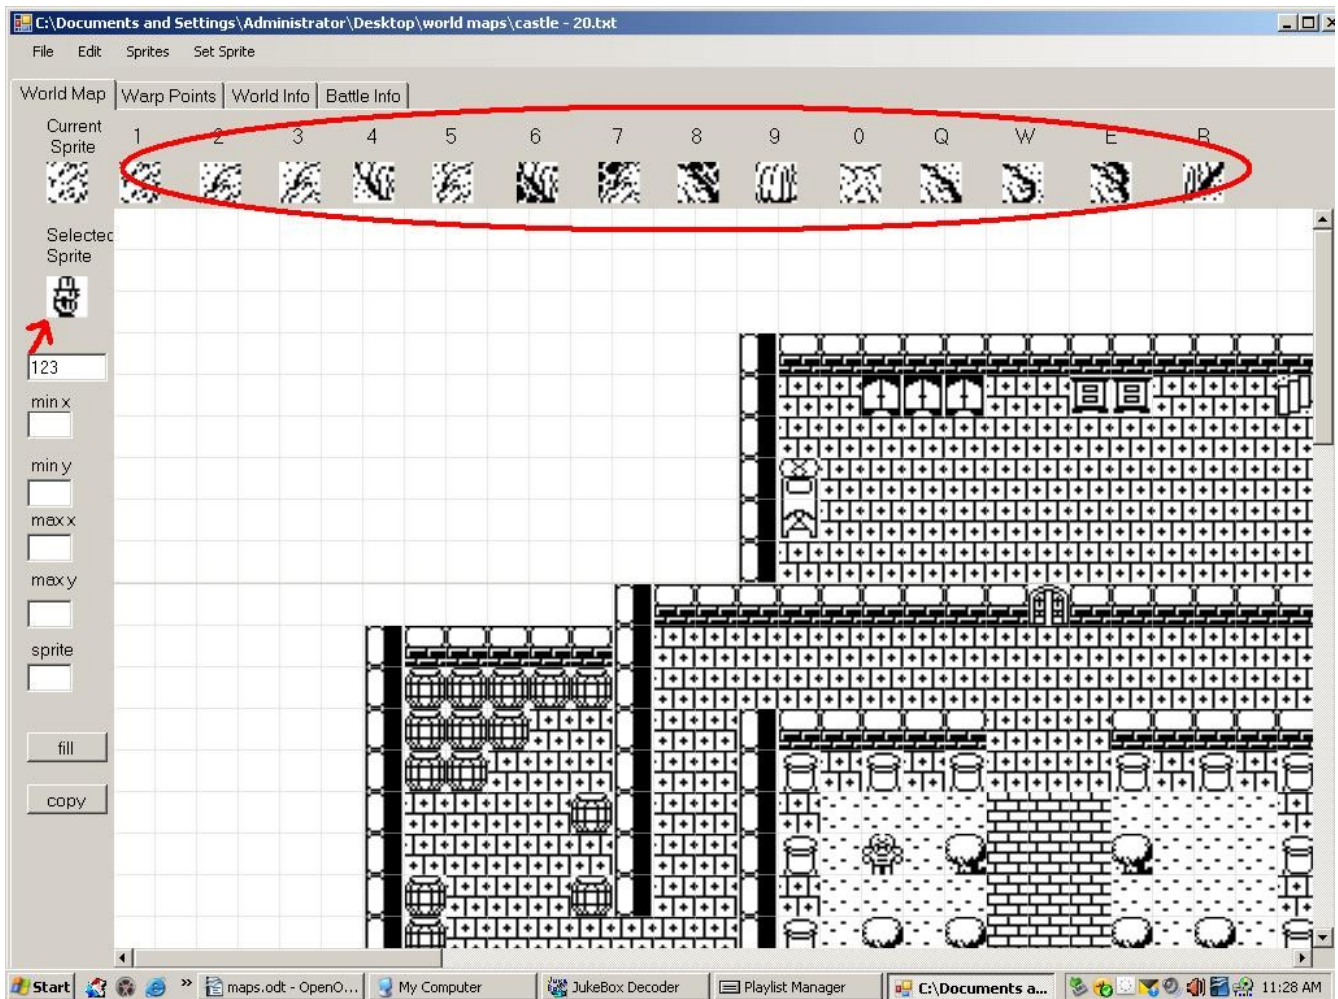 C:\Documents and Settings\Administrator\Desktop\world maps\castle - 20.txt
File Edit Sprites Set Sprite
World Map Warp Points World Info Battle Info
Current
Sprite
1 2 3 4 5 6 7 8 9 0 Q W E R
Selected
Sprite
123
min x
min y
max x
max y
sprite
fill
copy
Start » maps.odt - OpenO... My Computer JukeBox Decoder Playlist Manager C:\Documents a... 11:28 AM